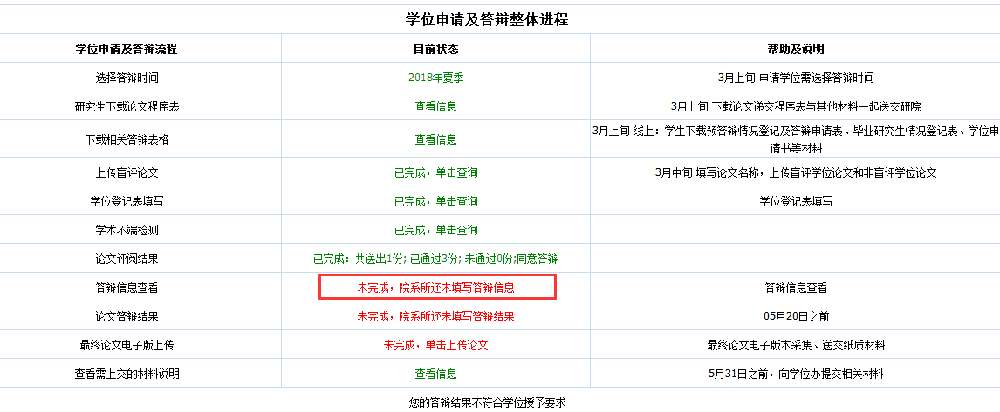 学位申请及答辩整体进程
学位申请及答辩流程 目前状态 帮助及说明
选择答辩时间 2018年夏季 3月上旬 申请学位需选择答辩时间
研究生下载论文程序表 查看信息 3月上旬 下载论文递交程序表与其他材料一起送交研院
下载相关答辩表格 查看信息 3月上旬 线上：学生下载预答辩情况登记及答辩申请表、毕业研究生情况登记表、学位申
请书等材料
上传盲评论文 已完成，单击查询 3月中旬 填写论文名称，上传盲评学位论文和非盲评学位论文
学位登记表填写 已完成，单击查询 学位登记表填写
学术不端检测 已完成，单击查询
论文评阅结果 已完成：共送出1份; 已通过3份; 未通过0份;同意答辩
答辩信息查看 未完成，院系所还未填写答辩信息 答辩信息查看
论文答辩结果 未完成，院系所还未填写答辩结果 05月20日之前
最终论文电子版上传 未完成，单击上传论文 最终论文电子版本采集、送交纸质材料
查看需上交的材料说明 查看信息 5月31日之前，向学位办提交相关材料
您的答辩结果不符合学位授予要求